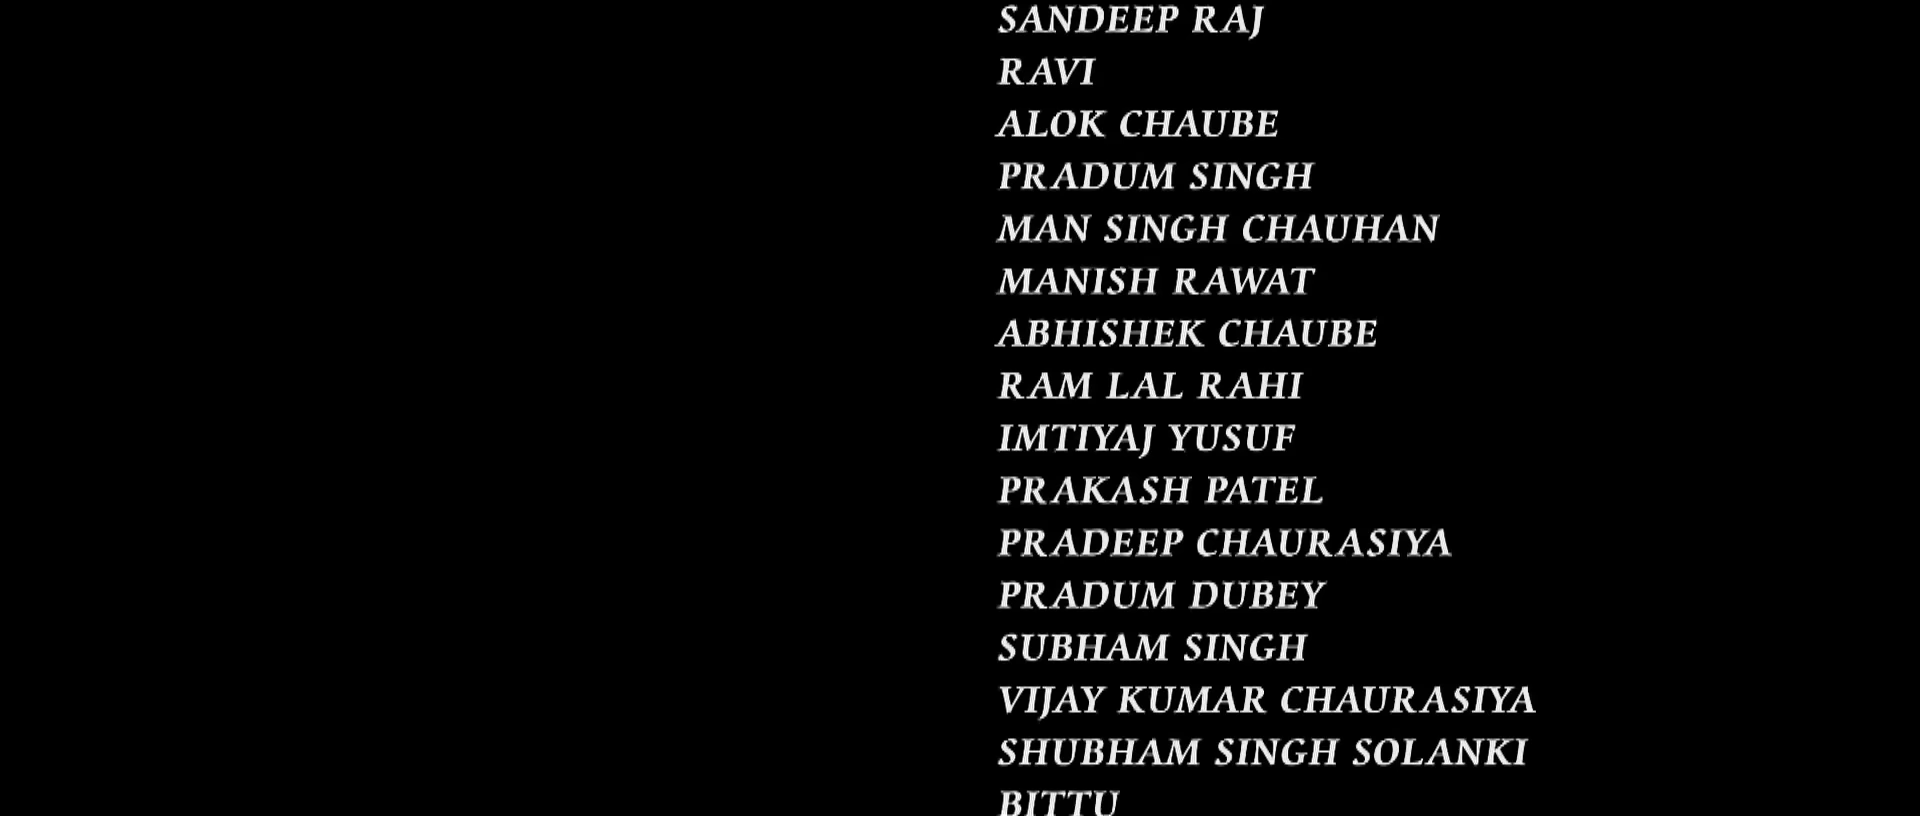 SANDEEP RAJ
RAVI
ALOK CHAUBE
PRADUM SINGH
MAN SINGH CHAUHAN
MANISH RAWAT
ABHISHEK CHAUBE
RAM LAL RAHI
IMTIYAJ YUSUF
PRAKASH PATEL
PRADEEP CHAURASIYA
PRADUM DUBEY
SUBHAM SINGH
VIJAY KUMAR CHAURASIYA
SHUBHAM SINGH SOLANKI
BITTU